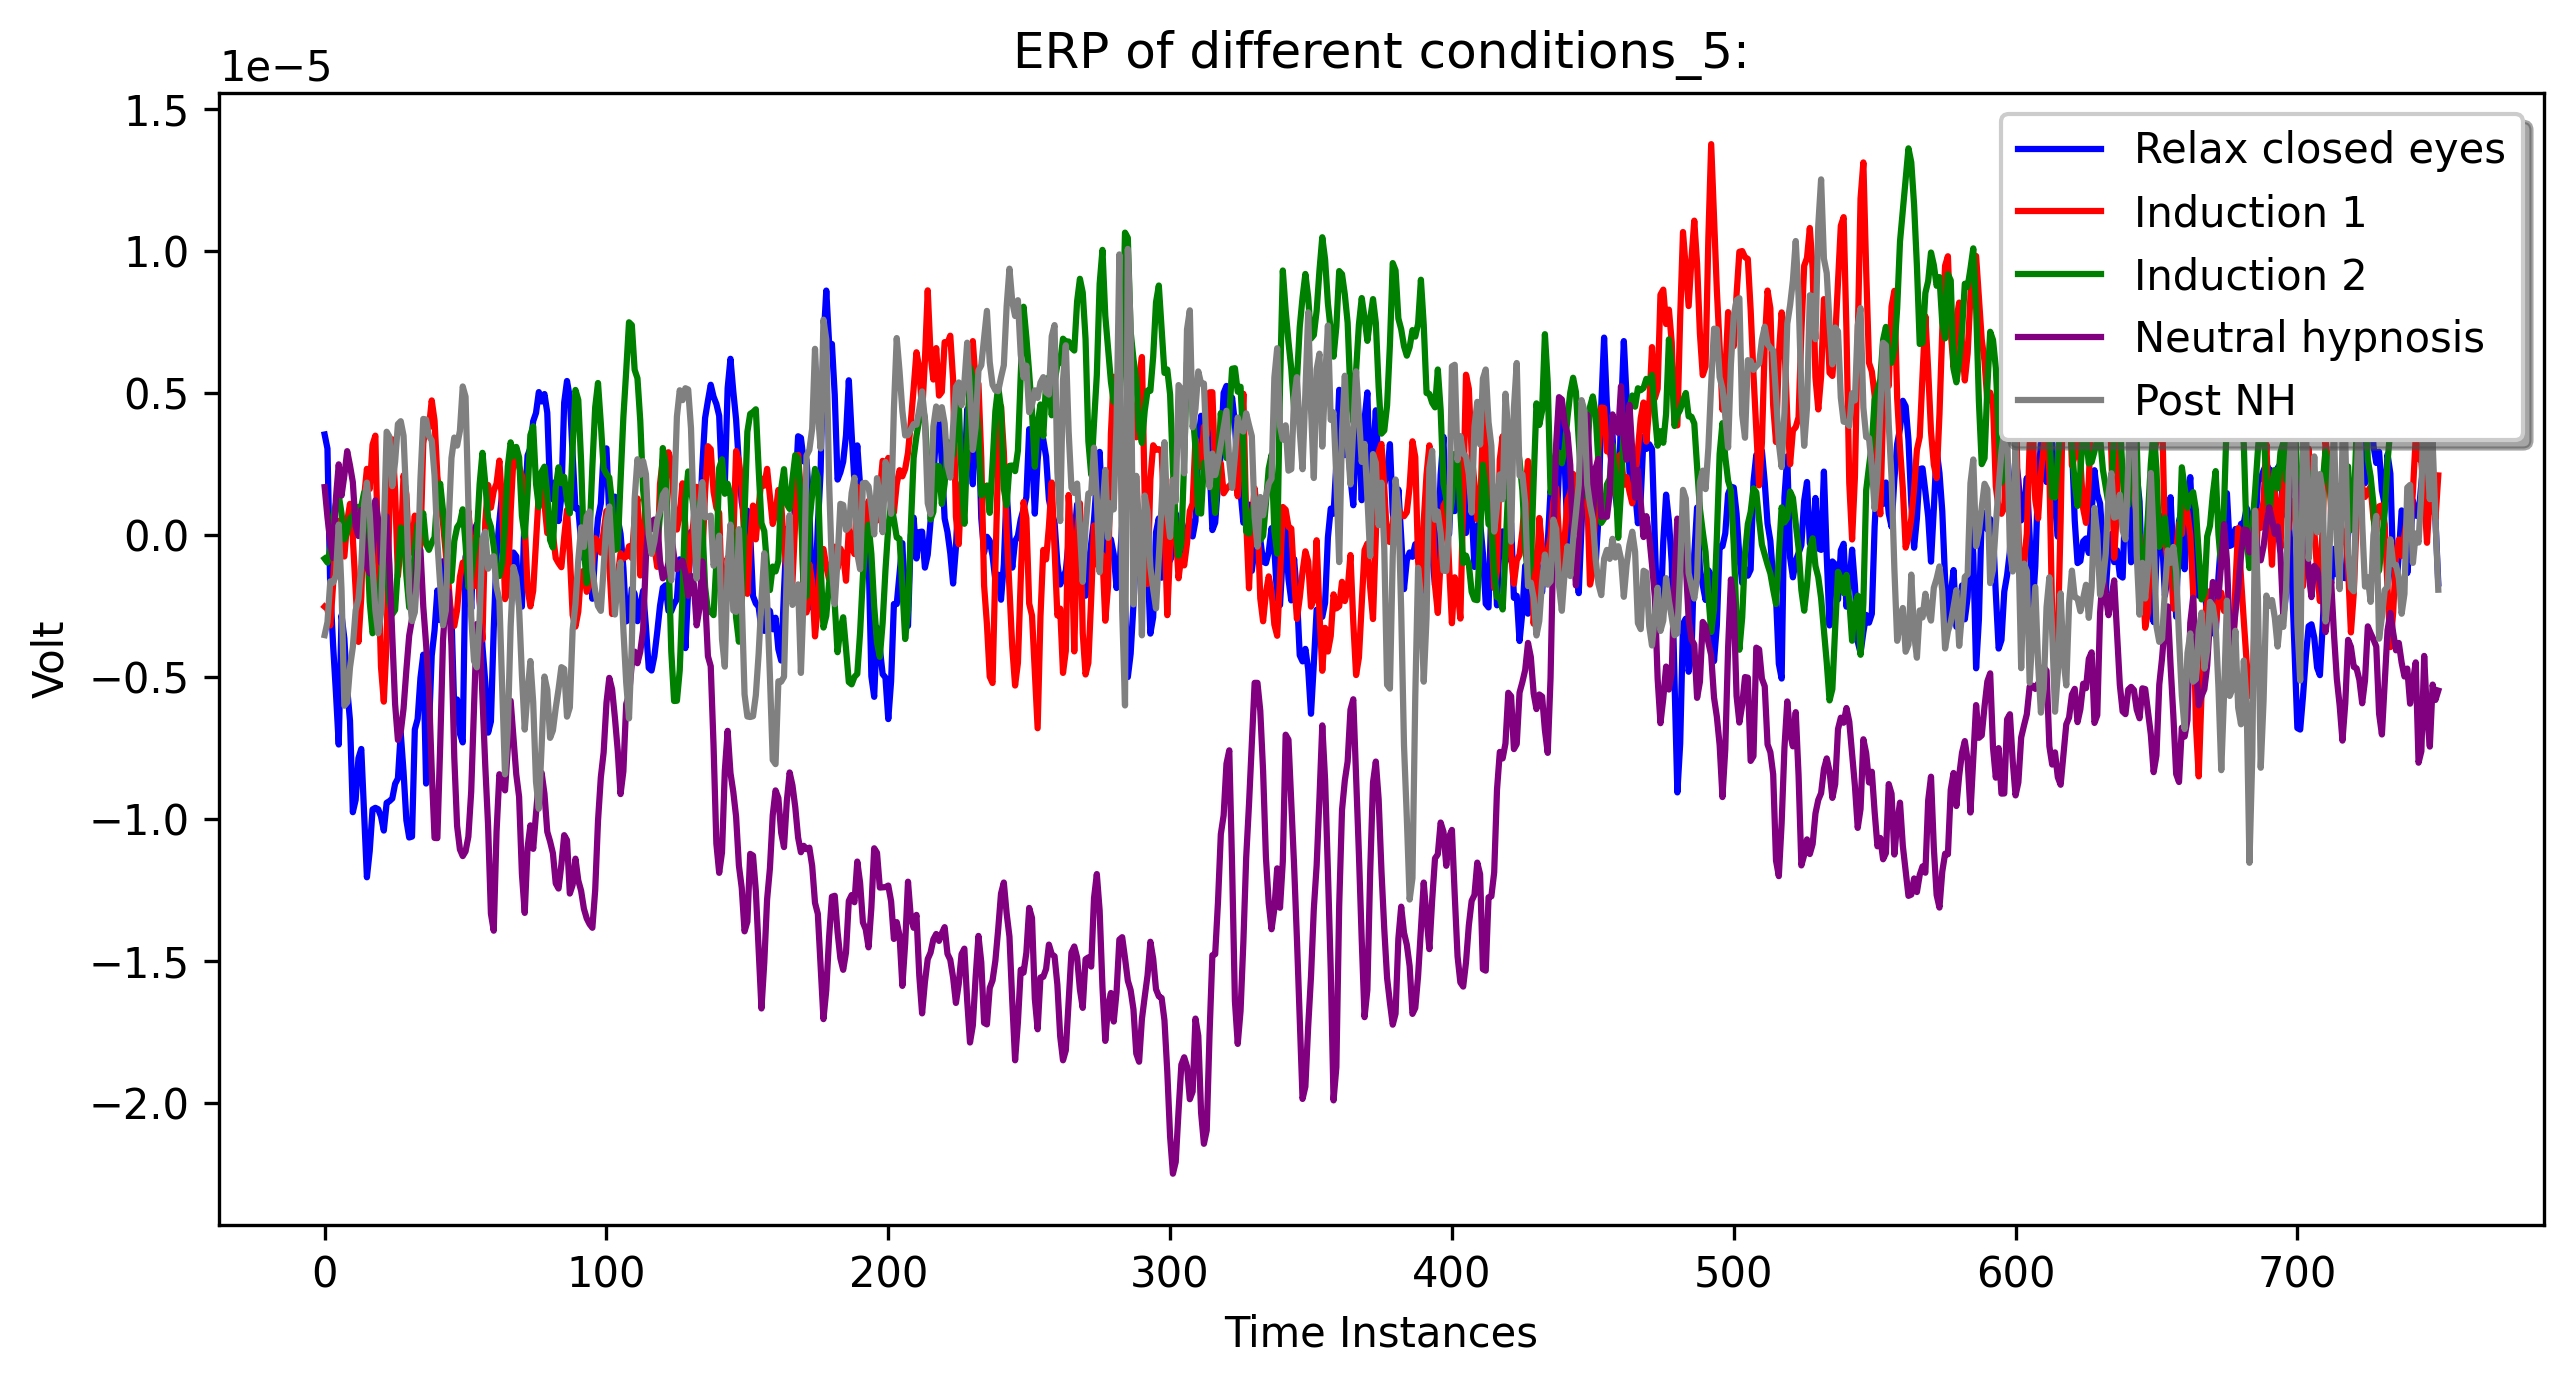 ERP of different conditions_5:
1e−5
1.5
1.0
0.5
0.0
−0.5
−1.0
−1.5
−2.0
Volt
Relax closed eyes
Induction 1
Induction 2
Neutral hypnosis
Post NH
0 100 200 300 400 500 600 700
Time Instances